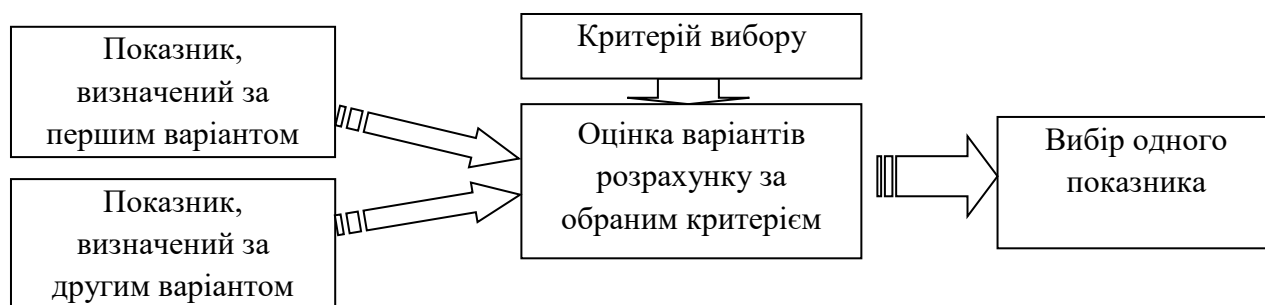 Показник,
визначений за
першим варіантом
Показник,
визначений за
другим варіантом
Критерій вибору
Оцінка варіантів
розрахунку за
обраним критерієм
Вибір одного
показника